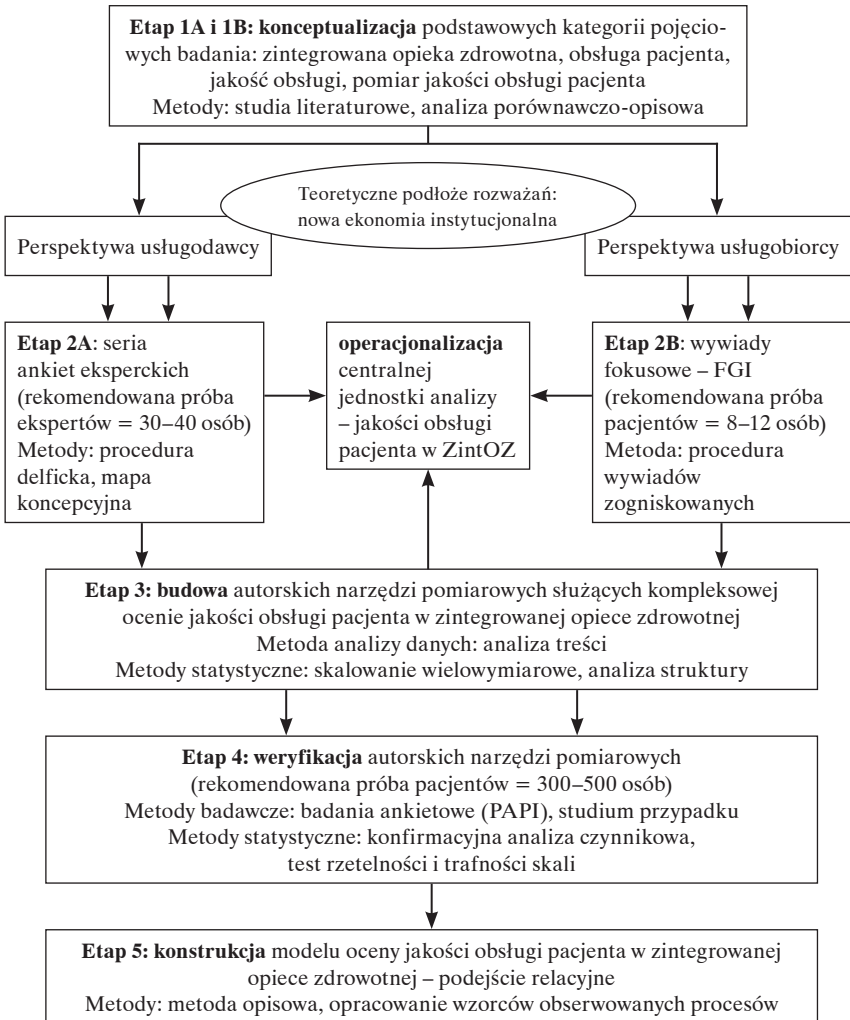 Etap 1A i 1B: konceptualizacja podstawowych kategorii pojęcio-
wych badania: zintegrowana opieka zdrowotna, obsługa pacjenta,
jakość obsługi, pomiar jakości obsługi pacjenta
Metody: studia literaturowe, analiza porównawczo-opisowa
Teoretyczne podłoże rozważań:
nowa ekonomia instytucjonalna
Perspektywa usługodawcy
Perspektywa usługobiorcy
Etap 2A: seria
ankiet eksperckich
(rekomendowana próba
ekspertów = 30–40 osób)
Metody: procedura
delficka, mapa
koncepcyjna
operacjonalizacja
centralnej
jednostki analizy
– jakości obsługi
pacjenta w ZintOZ
Etap 2B: wywiady
fokusowe – FGI
(rekomendowana próba
pacjentów = 8–12 osób)
Metoda: procedura
wywiadów
zogniskowanych
Etap 3: budowa autorskich narzędzi pomiarowych służących kompleksowej
ocenie jakości obsługi pacjenta w zintegrowanej opiece zdrowotnej
Metoda analizy danych: analiza treści
Metody statystyczne: skalowanie wielowymiarowe, analiza struktury
Etap 4: weryfikacja autorskich narzędzi pomiarowych
(rekomendowana próba pacjentów = 300–500 osób)
Metody badawcze: badania ankietowe (PAPI), studium przypadku
Metody statystyczne: konfirmacyjna analiza czynnikowa,
test rzetelności i trafności skali
Etap 5: konstrukcja modelu oceny jakości obsługi pacjenta w zintegrowanej
opiece zdrowotnej – podejście relacyjne
Metody: metoda opisowa, opracowanie wzorców obserwowanych procesów